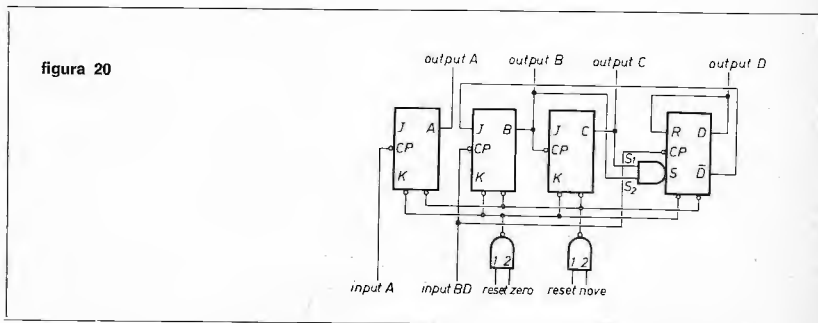 figura 20
output A output B output C output D
J A J B J C R D
CP CP CP CP
S1
K K K S D̅
S2
1 2 1 2
input A input BD reset zero reset nove